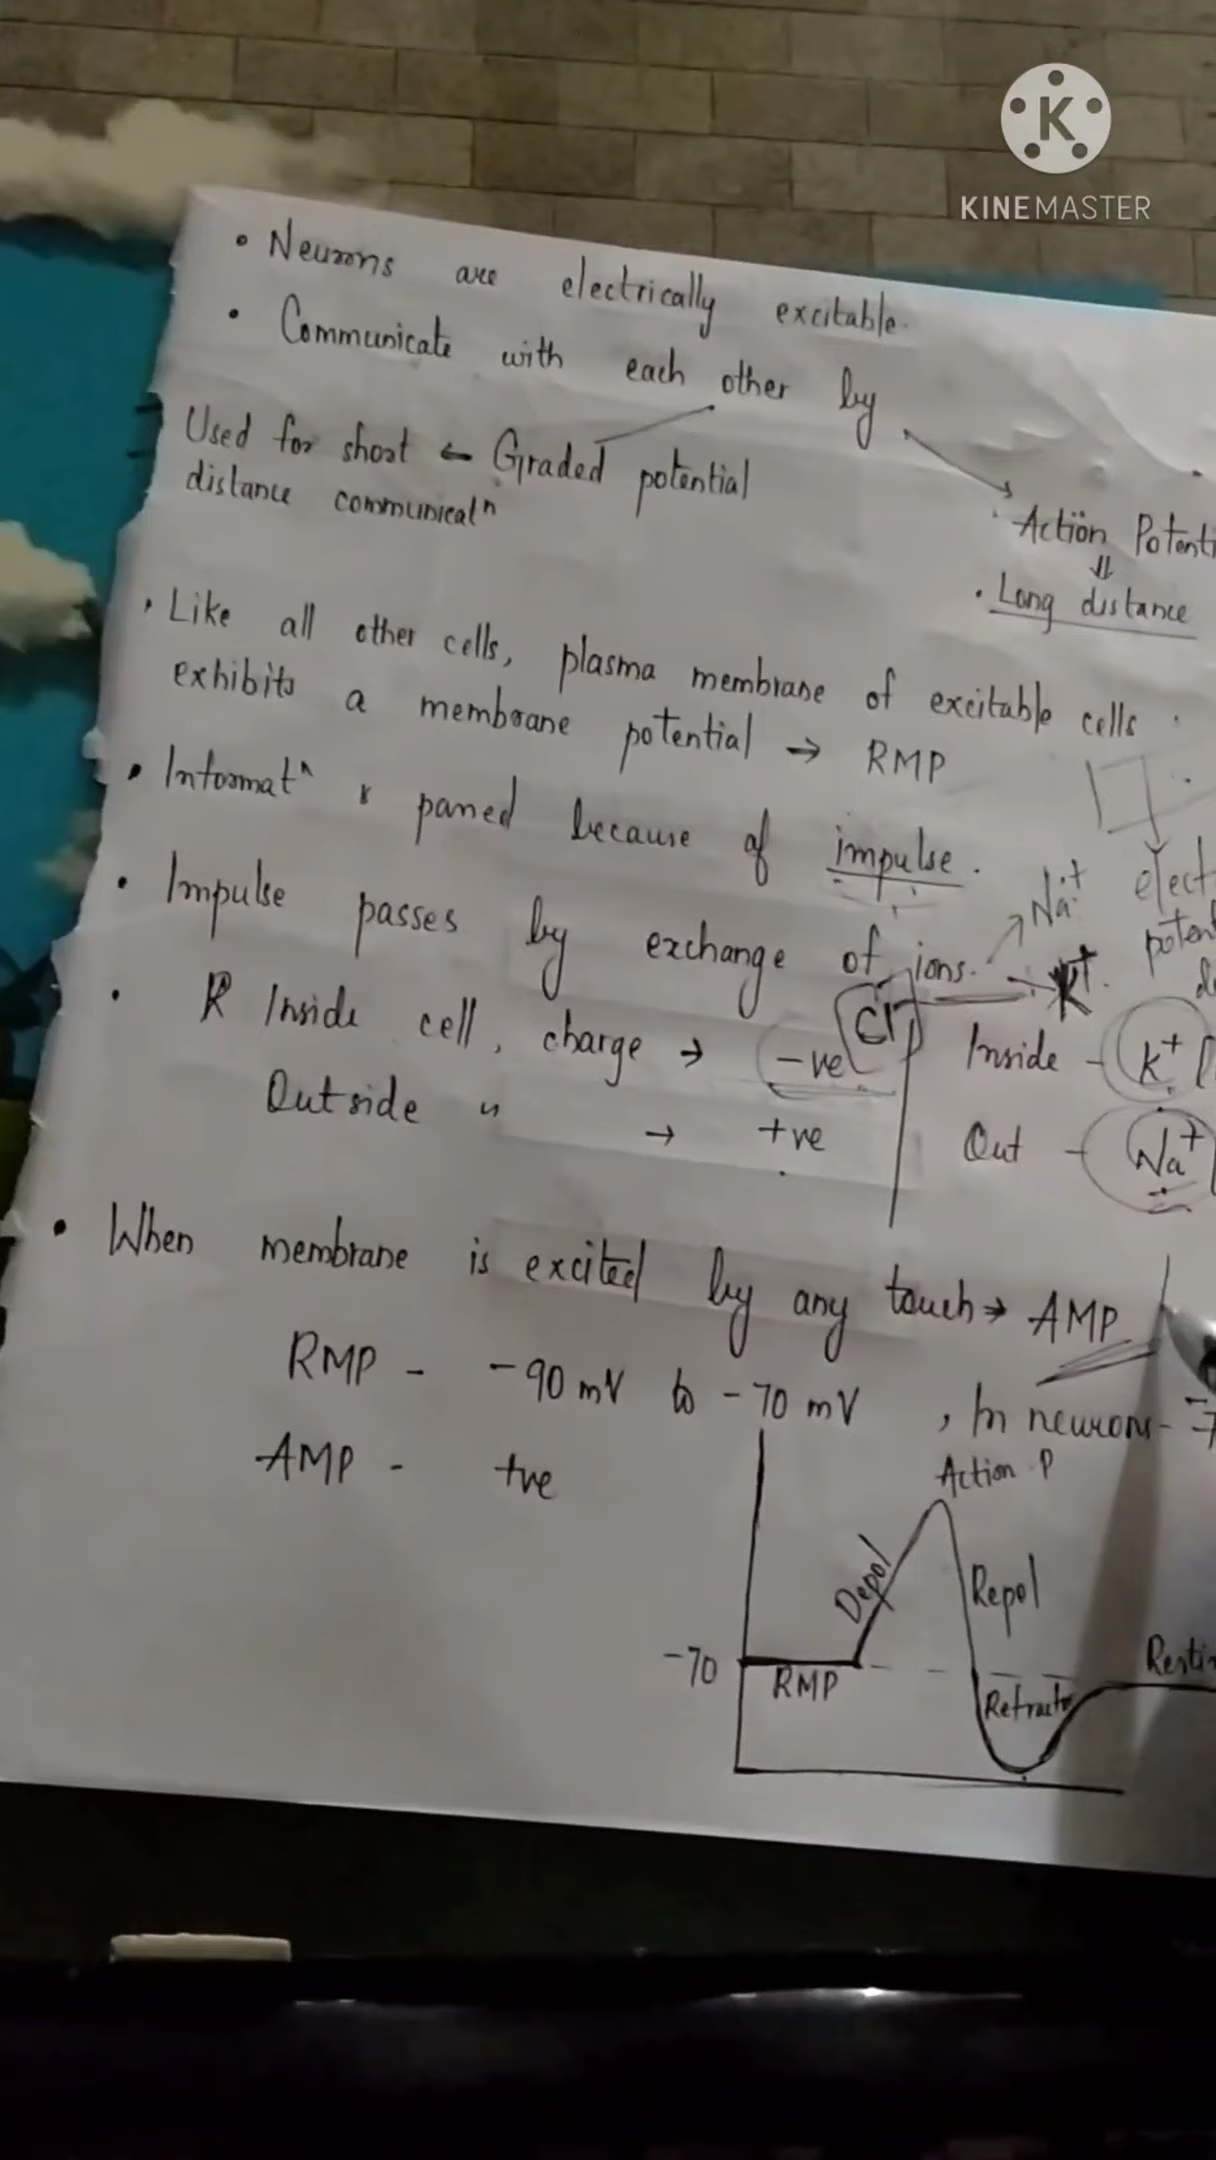 K
KINEMASTER
• Neurons are electrically excitable.
• Communicate with each other by
Used for short ← Graded potential
distance communicatⁿ
Action Potenti
⇓
• Long distance
• Like all other cells, plasma membrane of excitable cells
exhibits a membrane potential → RMP
• Informatⁿ is passed because of impulse.
• Impulse passes by exchange of ions. → Na⁺
K⁺
elect
poten
• Inside cell, charge → -ve
Cl⁻
Outside " → +ve
Inside - K⁺
Out - Na⁺
• When membrane is excited by any touch → AMP
RMP - -90 mV to -70 mV , In neurons -
AMP - +ve
Action P
Depol
Repol
-70
RMP
Restin